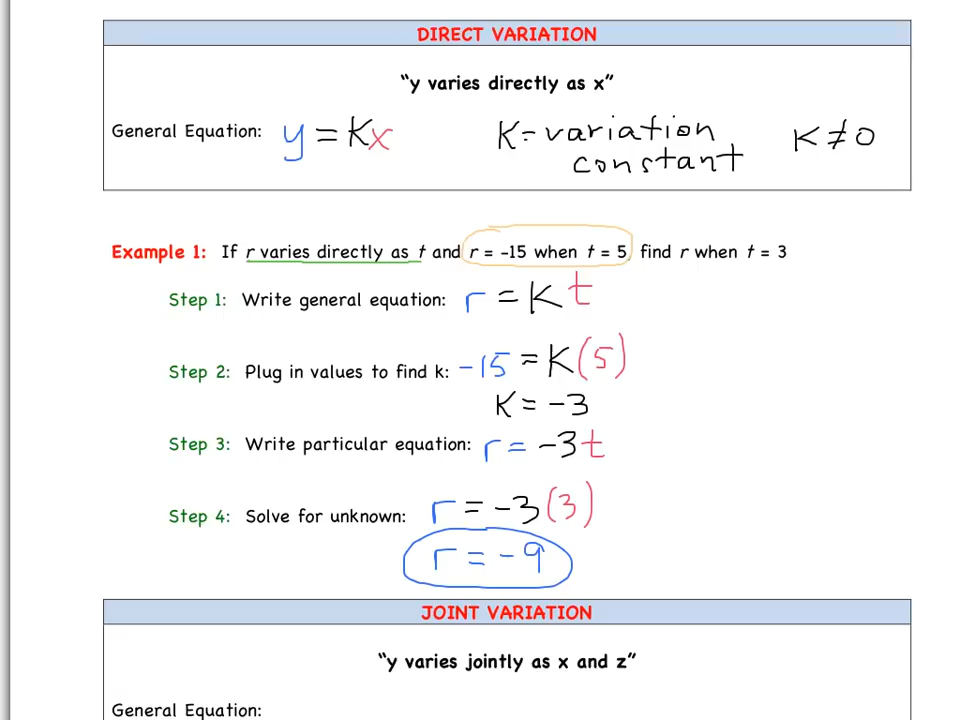 DIRECT VARIATION
“y varies directly as x”
General Equation: y = Kx K = variation constant K ≠ 0
Example 1: If r varies directly as t and r = -15 when t = 5, find r when t = 3
Step 1: Write general equation: r = K t
Step 2: Plug in values to find k: -15 = K(5)
K = -3
Step 3: Write particular equation: r = -3t
Step 4: Solve for unknown: r = -3(3)
r = -9
JOINT VARIATION
“y varies jointly as x and z”
General Equation: